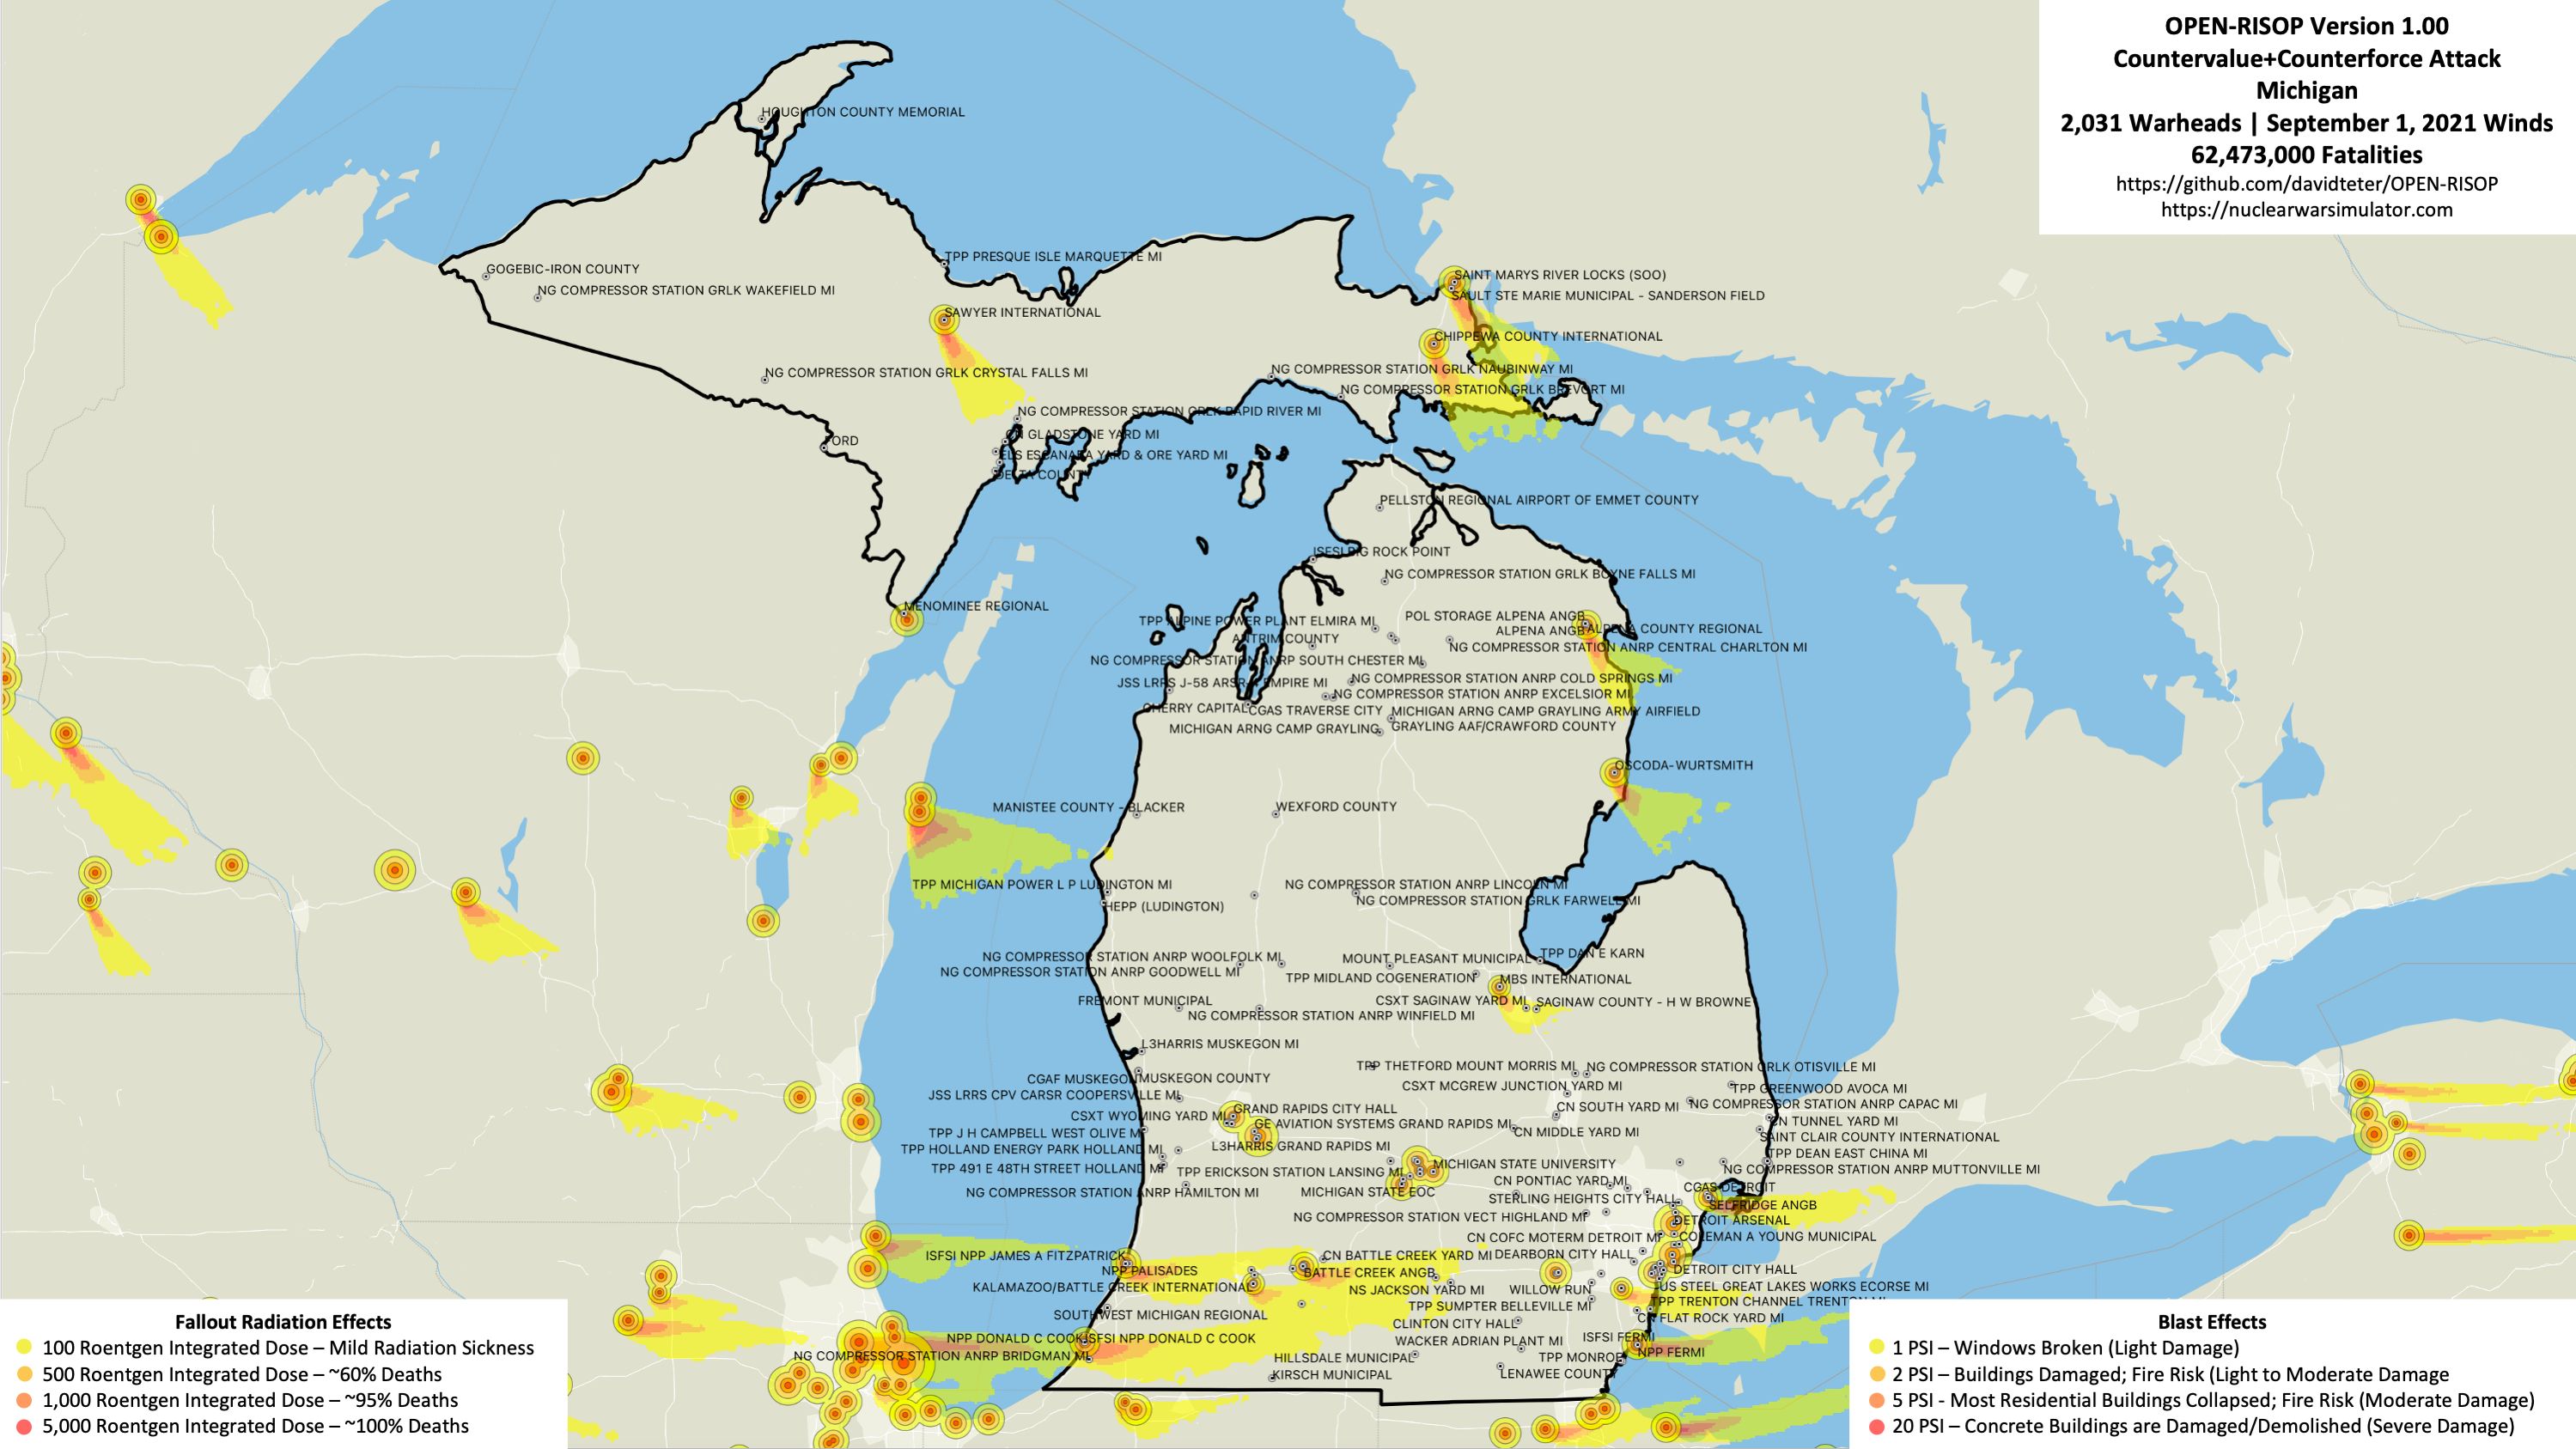 OPEN-RISOP Version 1.00
Countervalue+Counterforce Attack
Michigan
2,031 Warheads | September 1, 2021 Winds
62,473,000 Fatalities
https://github.com/davidteter/OPEN-RISOP
https://nuclearwarsimulator.com
HOUGHTON COUNTY MEMORIAL
TPP PRESQUE ISLE MARQUETTE MI
GOGEBIC-IRON COUNTY
NG COMPRESSOR STATION GRLK WAKEFIELD MI
SAWYER INTERNATIONAL
SAINT MARYS RIVER LOCKS (SOO)
SAULT STE MARIE MUNICIPAL - SANDERSON FIELD
CHIPPEWA COUNTY INTERNATIONAL
NG COMPRESSOR STATION GRLK CRYSTAL FALLS MI
NG COMPRESSOR STATION GRLK NAUBINWAY MI
NG COMPRESSOR STATION GRLK BREVORT MI
NG COMPRESSOR STATION GRLK RAPID RIVER MI
FORD
CN GLADSTONE YARD MI
ELS ESCANABA YARD & ORE YARD MI
DELTA COUNTY
PELLSTON REGIONAL AIRPORT OF EMMET COUNTY
ISFSI BIG ROCK POINT
NG COMPRESSOR STATION GRLK BOYNE FALLS MI
MENOMINEE REGIONAL
TPP ALPINE POWER PLANT ELMIRA MI
POL STORAGE ALPENA ANGB
ALPENA ANGB
ALPENA COUNTY REGIONAL
ANTRIM COUNTY
NG COMPRESSOR STATION ANRP CENTRAL CHARLTON MI
NG COMPRESSOR STATION ANRP SOUTH CHESTER MI
JSS LRRS J-58 ARSR-4 EMPIRE MI
NG COMPRESSOR STATION ANRP COLD SPRINGS MI
NG COMPRESSOR STATION ANRP EXCELSIOR MI
CHERRY CAPITAL
CGAS TRAVERSE CITY
MICHIGAN ARNG CAMP GRAYLING ARMY AIRFIELD
MICHIGAN ARNG CAMP GRAYLING
GRAYLING AAF/CRAWFORD COUNTY
OSCODA-WURTSMITH
MANISTEE COUNTY - BLACKER
WEXFORD COUNTY
TPP MICHIGAN POWER L P LUDINGTON MI
HEPP (LUDINGTON)
NG COMPRESSOR STATION ANRP LINCOLN MI
NG COMPRESSOR STATION GRLK FARWELL MI
NG COMPRESSOR STATION ANRP WOOLFOLK MI
NG COMPRESSOR STATION ANRP GOODWELL MI
MOUNT PLEASANT MUNICIPAL
TPP DAN E KARN
TPP MIDLAND COGENERATION
MBS INTERNATIONAL
FREMONT MUNICIPAL
CSXT SAGINAW YARD MI
SAGINAW COUNTY - H W BROWNE
NG COMPRESSOR STATION ANRP WINFIELD MI
L3HARRIS MUSKEGON MI
TPP THETFORD MOUNT MORRIS MI
NG COMPRESSOR STATION GRLK OTISVILLE MI
CGAF MUSKEGON
MUSKEGON COUNTY
CSXT MCGREW JUNCTION YARD MI
TPP GREENWOOD AVOCA MI
JSS LRRS CPV CARSR COOPERSVILLE MI
CSXT WYOMING YARD MI
GRAND RAPIDS CITY HALL
CN SOUTH YARD MI
NG COMPRESSOR STATION ANRP CAPAC MI
CN TUNNEL YARD MI
GE AVIATION SYSTEMS GRAND RAPIDS MI
TPP J H CAMPBELL WEST OLIVE MI
CN MIDDLE YARD MI
SAINT CLAIR COUNTY INTERNATIONAL
TPP HOLLAND ENERGY PARK HOLLAND MI
L3HARRIS GRAND RAPIDS MI
TPP DEAN EAST CHINA MI
TPP 491 E 48TH STREET HOLLAND MI
TPP ERICKSON STATION LANSING MI
MICHIGAN STATE UNIVERSITY
NG COMPRESSOR STATION ANRP MUTTONVILLE MI
CN PONTIAC YARD MI
CGAS DETROIT
NG COMPRESSOR STATION ANRP HAMILTON MI
MICHIGAN STATE EOC
STERLING HEIGHTS CITY HALL
SELFRIDGE ANGB
NG COMPRESSOR STATION VECT HIGHLAND MI
DETROIT ARSENAL
CN COFC MOTERM DETROIT MI
COLEMAN A YOUNG MUNICIPAL
ISFSI NPP JAMES A FITZPATRICK
CN BATTLE CREEK YARD MI
DEARBORN CITY HALL
NPP PALISADES
BATTLE CREEK ANGB
DETROIT CITY HALL
KALAMAZOO/BATTLE CREEK INTERNATIONAL
NS JACKSON YARD MI
WILLOW RUN
US STEEL GREAT LAKES WORKS ECORSE MI
TPP SUMPTER BELLEVILLE MI
TPP TRENTON CHANNEL TRENTON MI
SOUTHWEST MICHIGAN REGIONAL
CLINTON CITY HALL
CN FLAT ROCK YARD MI
NPP DONALD C COOK
ISFSI NPP DONALD C COOK
WACKER ADRIAN PLANT MI
ISFSI FERMI
NPP FERMI
NG COMPRESSOR STATION ANRP BRIDGMAN MI
HILLSDALE MUNICIPAL
TPP MONROE
KIRSCH MUNICIPAL
LENAWEE COUNTY
Fallout Radiation Effects
100 Roentgen Integrated Dose – Mild Radiation Sickness
500 Roentgen Integrated Dose – ~60% Deaths
1,000 Roentgen Integrated Dose – ~95% Deaths
5,000 Roentgen Integrated Dose – ~100% Deaths
Blast Effects
1 PSI – Windows Broken (Light Damage)
2 PSI – Buildings Damaged; Fire Risk (Light to Moderate Damage
5 PSI - Most Residential Buildings Collapsed; Fire Risk (Moderate Damage)
20 PSI – Concrete Buildings are Damaged/Demolished (Severe Damage)